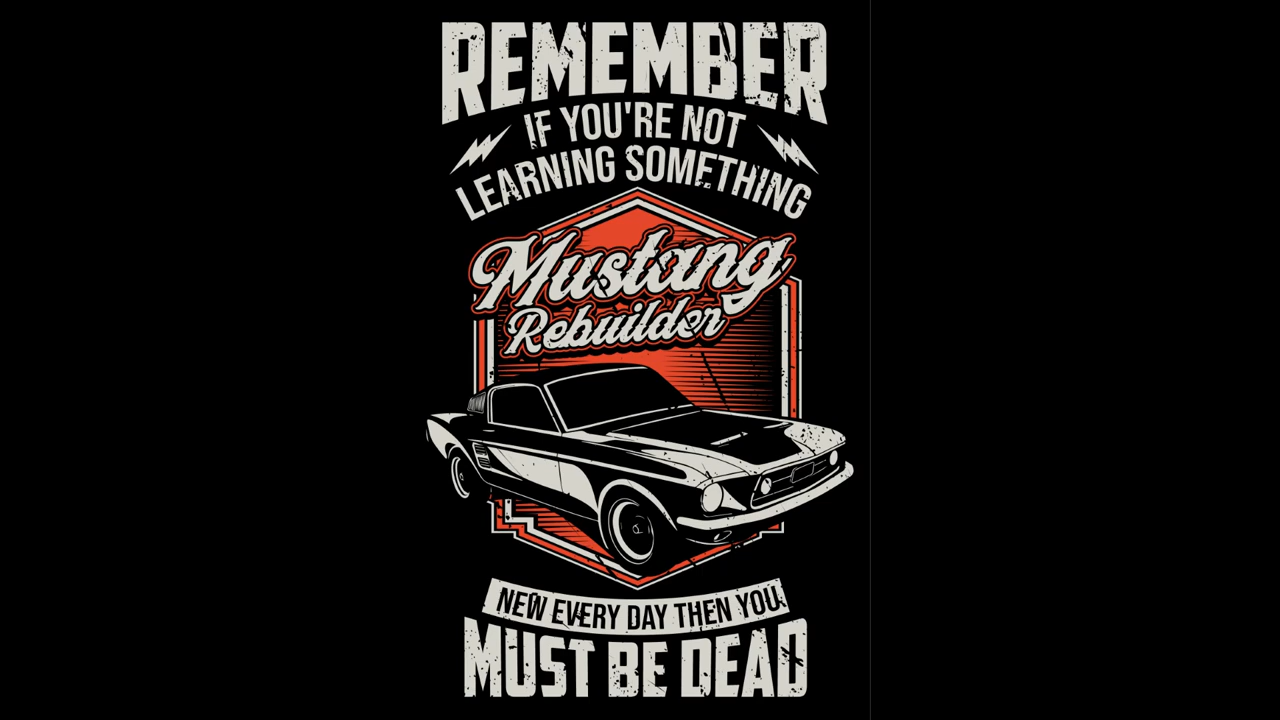 REMEMBER
IF YOU'RE NOT
LEARNING SOMETHING
Mustang
Rebuilder
NEW EVERY DAY THEN YOU
MUST BE DEAD